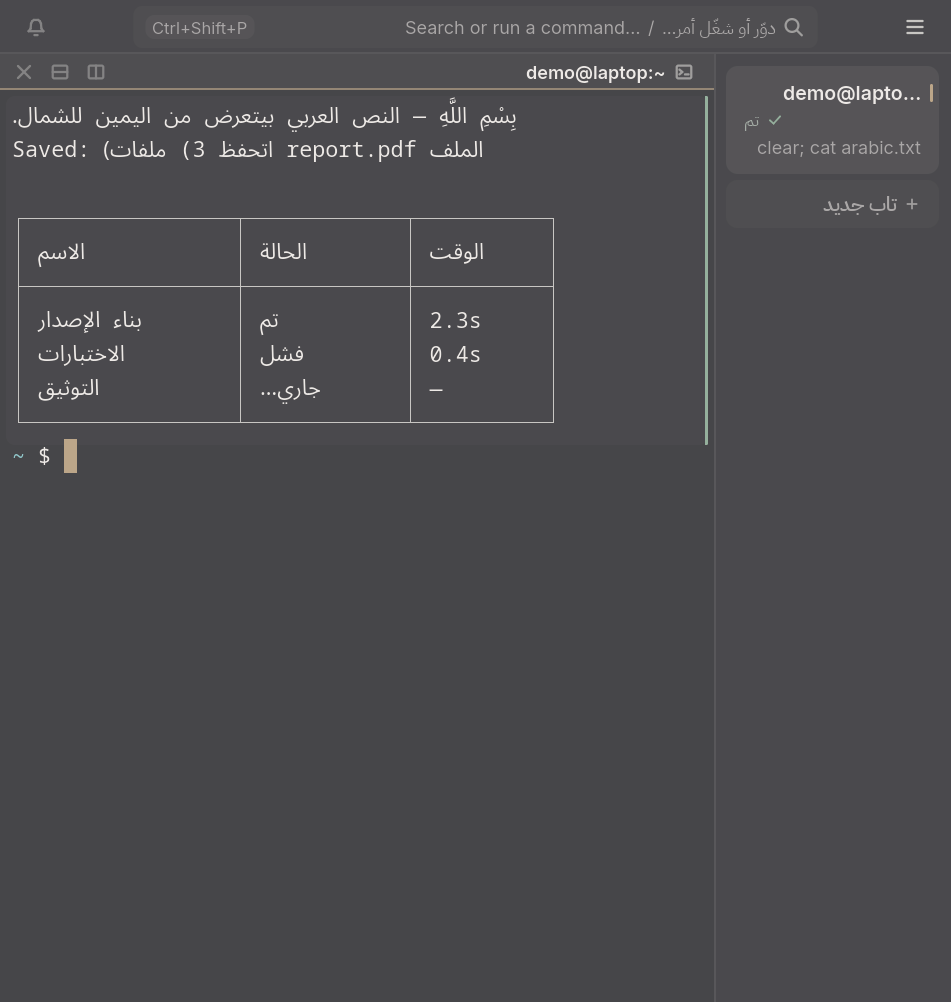 دوّر أو شغّل أمر... / Search or run a command...
Ctrl+Shift+P
demo@laptop:~
بِسْمِ اللَّهِ — النص العربي بيتعرض من اليمين للشمال.
Saved: الملف report.pdf اتحفظ (3 ملفات)
الاسم الحالة الوقت
بناء الإصدار تم 2.3s
الاختبارات فشل 0.4s
التوثيق جاري... —
~ $
demo@lapto...
تم
clear; cat arabic.txt
+ تاب جديد